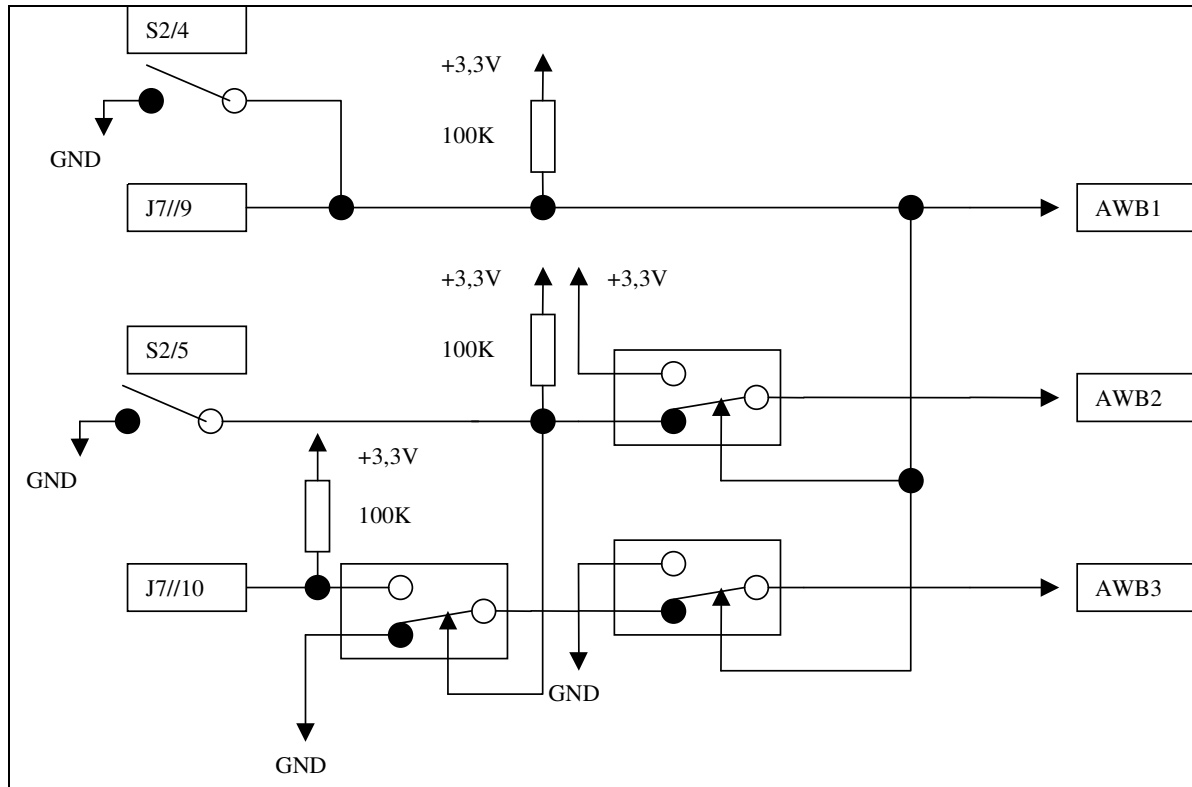 S2/4
+3,3V
100K
GND
J7//9
AWB1
+3,3V
+3,3V
S2/5
100K
AWB2
GND
+3,3V
100K
J7//10
AWB3
GND
GND